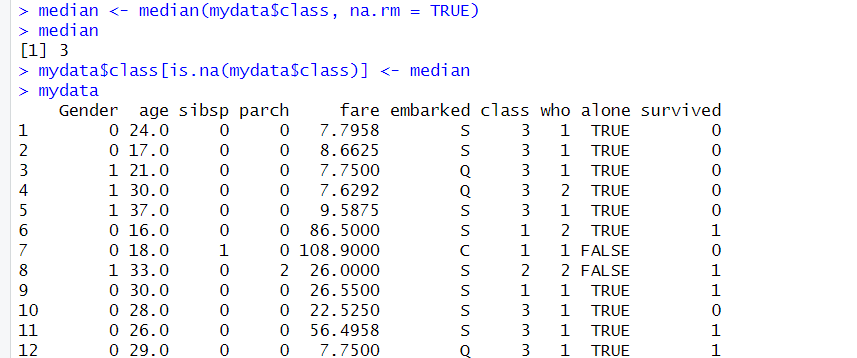 > median <- median(mydata$class, na.rm = TRUE)
> median
[1] 3
> mydata$class[is.na(mydata$class)] <- median
> mydata
   Gender  age sibsp parch     fare embarked class who alone survived
1       0 24.0     0     0   7.7958        S     3   1  TRUE        0
2       0 17.0     0     0   8.6625        S     3   1  TRUE        0
3       1 21.0     0     0   7.7500        Q     3   1  TRUE        0
4       1 30.0     0     0   7.6292        Q     3   2  TRUE        0
5       1 37.0     0     0   9.5875        S     3   1  TRUE        0
6       0 16.0     0     0  86.5000        S     1   2  TRUE        1
7       0 18.0     1     0 108.9000        C     1   1 FALSE        0
8       1 33.0     0     2  26.0000        S     2   2 FALSE        1
9       0 30.0     0     0  26.5500        S     1   1  TRUE        1
10      0 28.0     0     0  22.5250        S     3   1  TRUE        0
11      0 26.0     0     0  56.4958        S     3   1  TRUE        1
12      0 29.0     0     0   7.7500        Q     3   1  TRUE        1